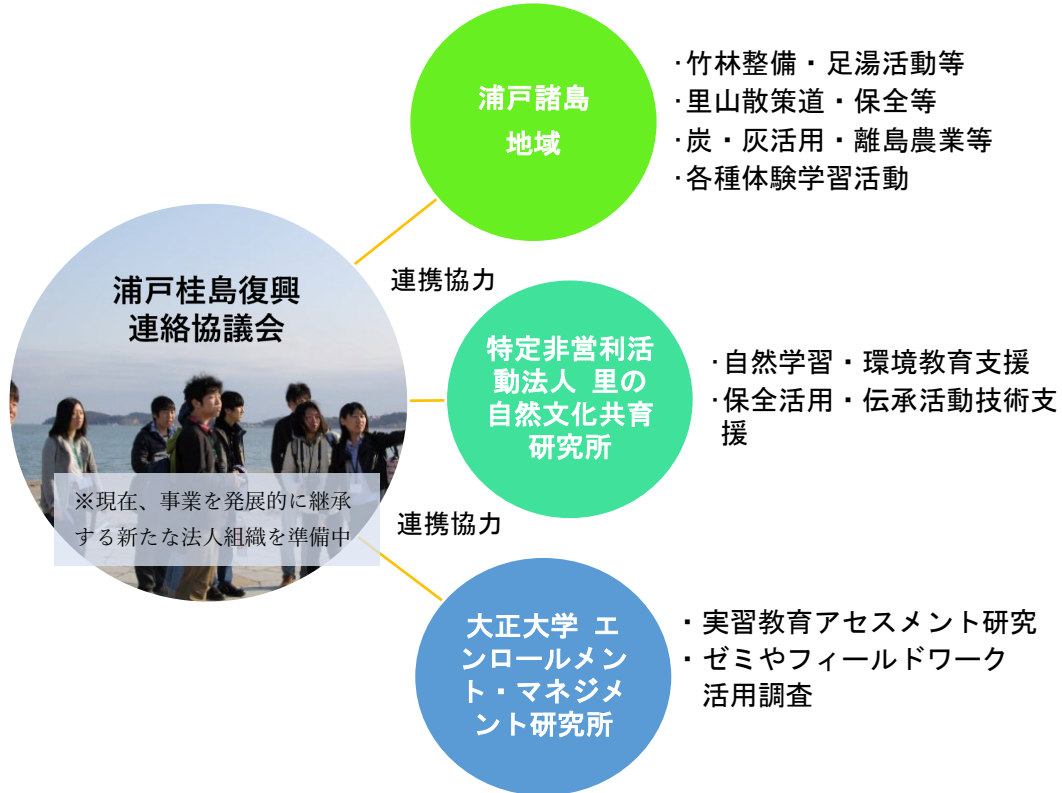 浦戸諸島
地域
・竹林整備・足湯活動等
・里山散策道・保全等
・炭・灰活用・離島農業等
・各種体験学習活動
浦戸桂島復興
連絡協議会
※現在、事業を発展的に継承
する新たな法人組織を準備中
連携協力
特定非営利活
動法人 里の
自然文化共育
研究所
・自然学習・環境教育支援
・保全活用・伝承活動技術支
援
連携協力
大正大学 エ
ンロールメン
ト・マネジメ
ント研究所
・実習教育アセスメント研究
・ゼミやフィールドワーク
活用調査